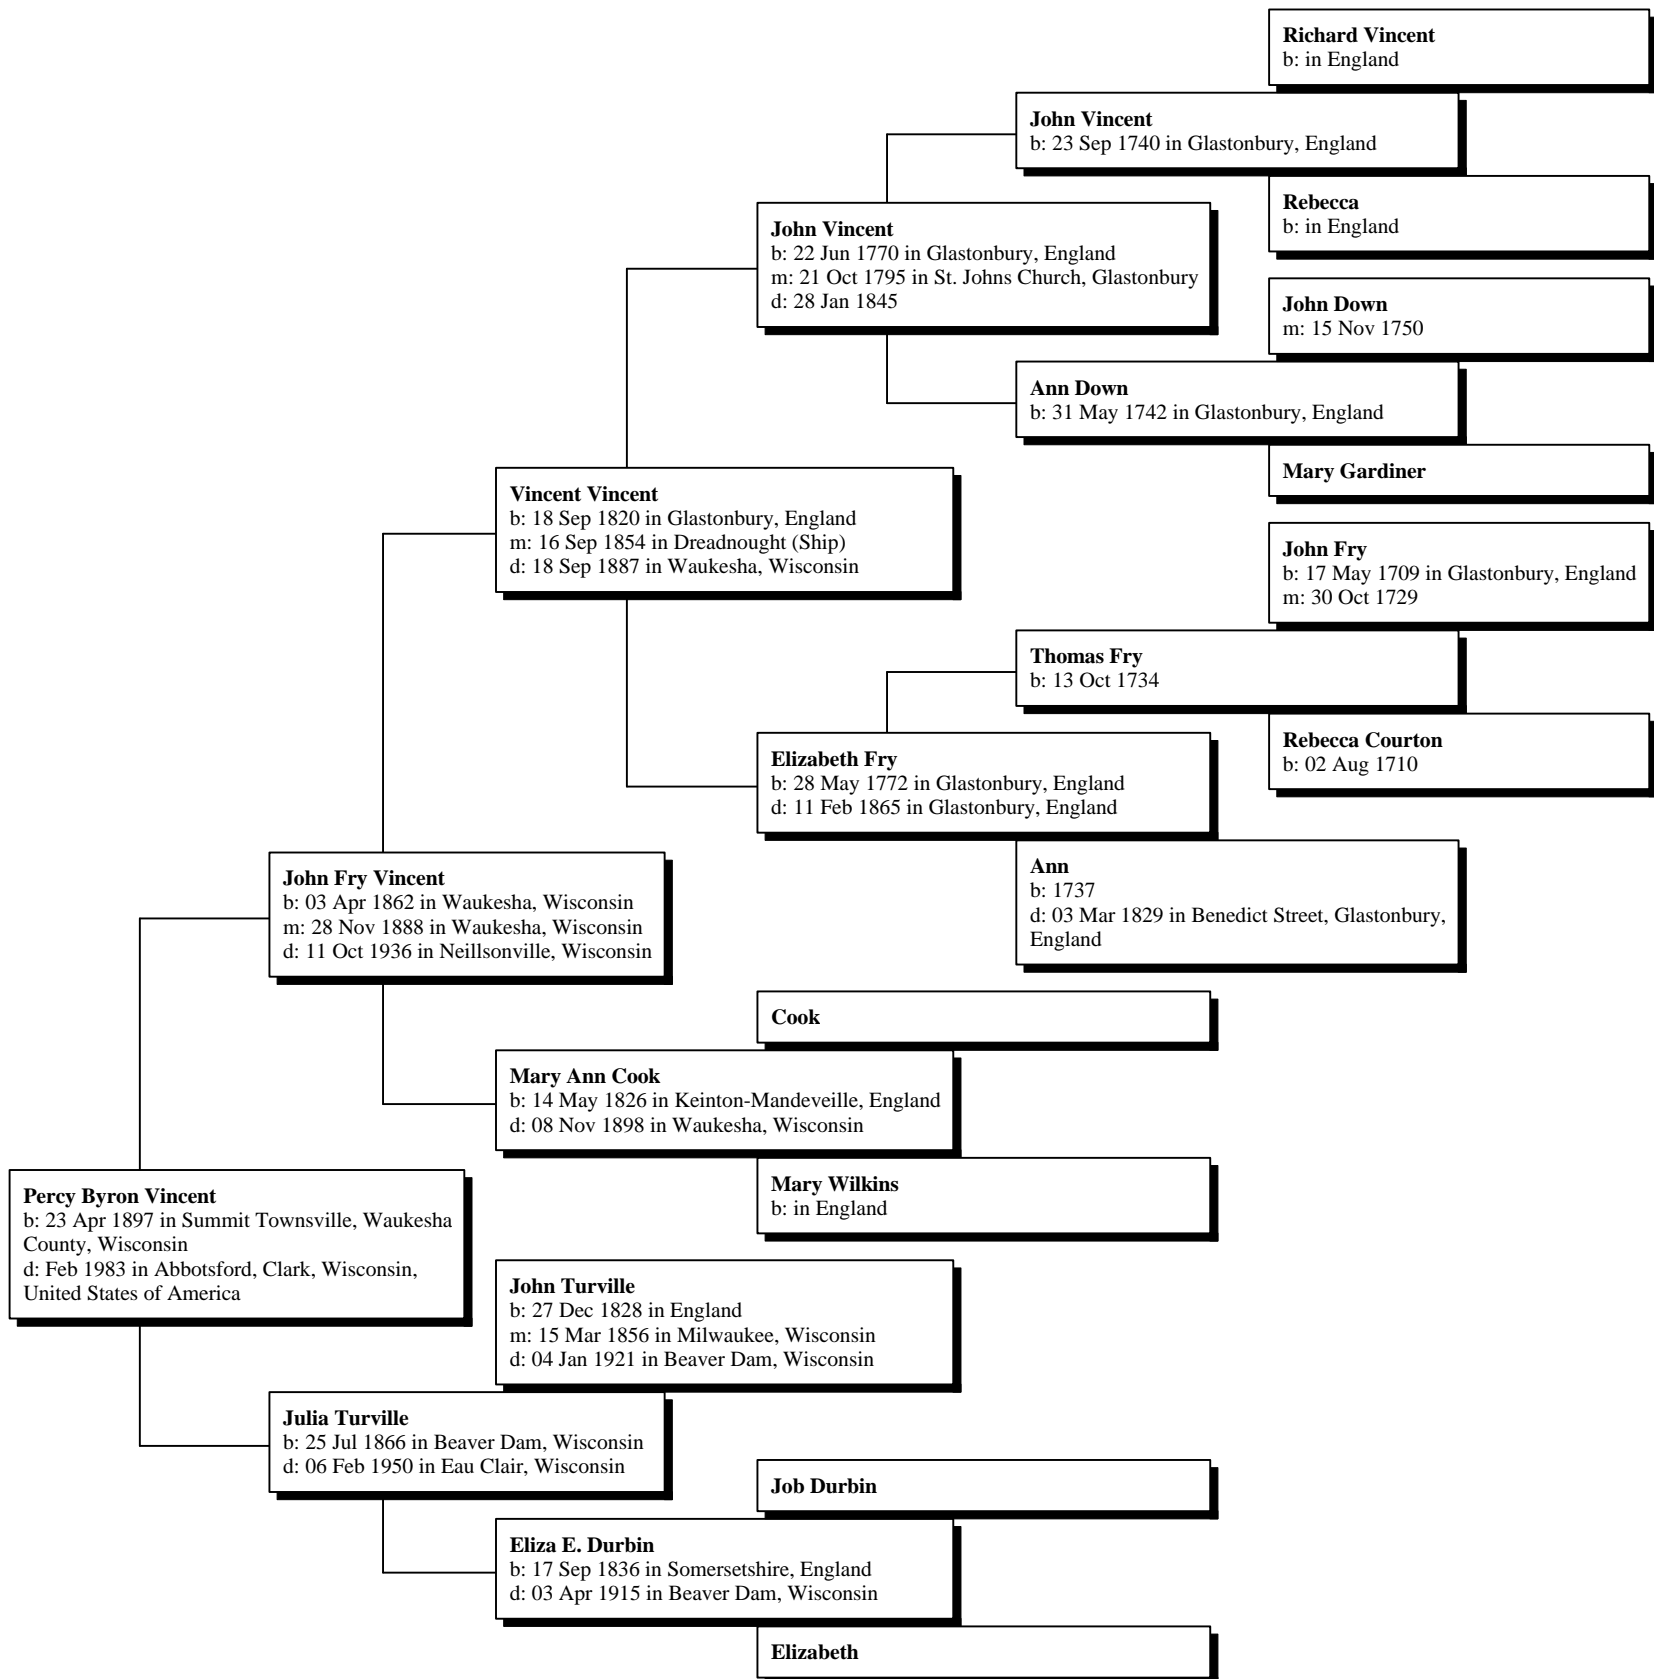 Richard Vincent
b: in England
John Vincent
b: 23 Sep 1740 in Glastonbury, England
Rebecca
b: in England
John Vincent
b: 22 Jun 1770 in Glastonbury, England
m: 21 Oct 1795 in St. Johns Church, Glastonbury
d: 28 Jan 1845
John Down
m: 15 Nov 1750
Ann Down
b: 31 May 1742 in Glastonbury, England
Mary Gardiner
Vincent Vincent
b: 18 Sep 1820 in Glastonbury, England
m: 16 Sep 1854 in Dreadnought (Ship)
d: 18 Sep 1887 in Waukesha, Wisconsin
John Fry
b: 17 May 1709 in Glastonbury, England
m: 30 Oct 1729
Thomas Fry
b: 13 Oct 1734
Rebecca Courton
b: 02 Aug 1710
Elizabeth Fry
b: 28 May 1772 in Glastonbury, England
d: 11 Feb 1865 in Glastonbury, England
Ann
b: 1737
d: 03 Mar 1829 in Benedict Street, Glastonbury,
England
John Fry Vincent
b: 03 Apr 1862 in Waukesha, Wisconsin
m: 28 Nov 1888 in Waukesha, Wisconsin
d: 11 Oct 1936 in Neillsonville, Wisconsin
Cook
Mary Ann Cook
b: 14 May 1826 in Keinton-Mandeveille, England
d: 08 Nov 1898 in Waukesha, Wisconsin
Mary Wilkins
b: in England
Percy Byron Vincent
b: 23 Apr 1897 in Summit Townsville, Waukesha
County, Wisconsin
d: Feb 1983 in Abbotsford, Clark, Wisconsin,
United States of America
John Turville
b: 27 Dec 1828 in England
m: 15 Mar 1856 in Milwaukee, Wisconsin
d: 04 Jan 1921 in Beaver Dam, Wisconsin
Julia Turville
b: 25 Jul 1866 in Beaver Dam, Wisconsin
d: 06 Feb 1950 in Eau Clair, Wisconsin
Job Durbin
Eliza E. Durbin
b: 17 Sep 1836 in Somersetshire, England
d: 03 Apr 1915 in Beaver Dam, Wisconsin
Elizabeth